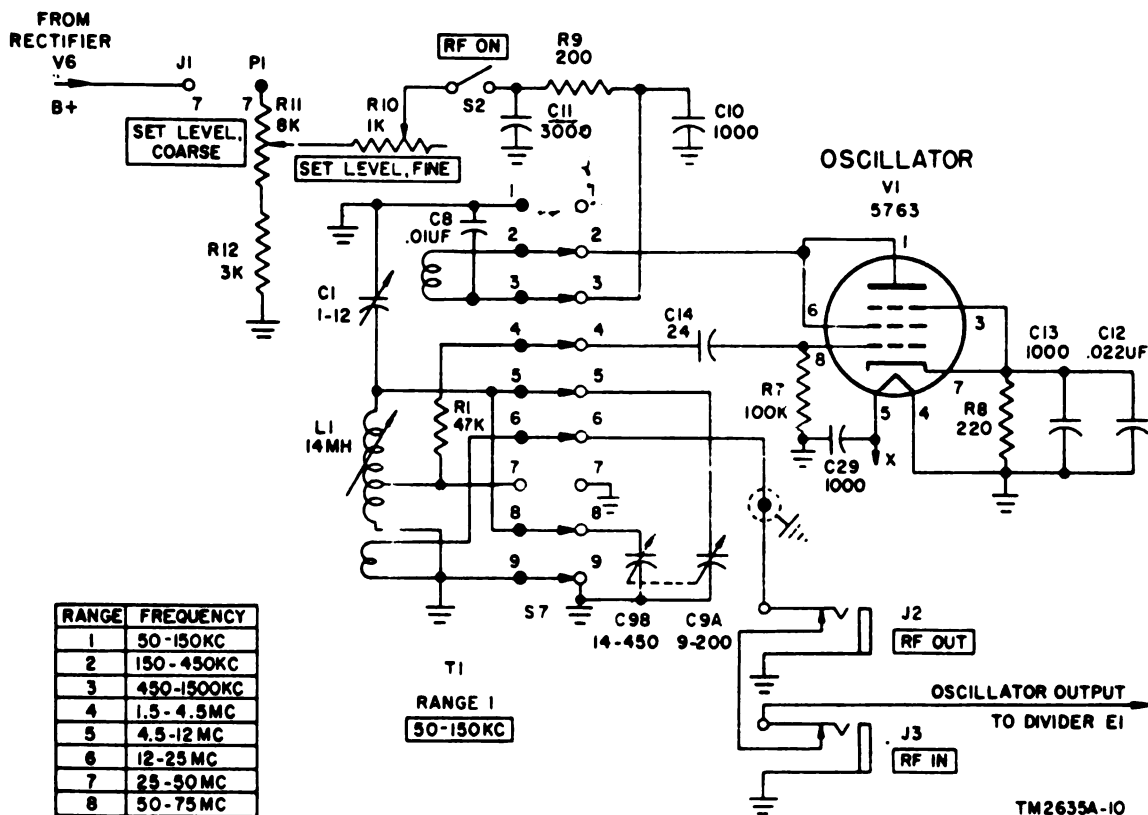 FROM
RECTIFIER
V6
B+
J1
7
P1
7
R11
8K
SET LEVEL,
COARSE
R10
1K
SET LEVEL, FINE
RF ON
S2
R9
200
C11
3000
C10
1000
OSCILLATOR
V1
5763
R12
3K
C8
.01UF
C1
1-12
L1
14MH
R1
47K
1
2
3
4
5
6
7
8
9
2
3
4
5
6
7
8
9
S7
C14
24
R7
100K
C29
1000
X
1
6
8
3
7
5
4
R8
220
C13
1000
C12
.022UF
C9B
14-450
C9A
9-200
J2
RF OUT
OSCILLATOR OUTPUT
TO DIVIDER E1
J3
RF IN
T1
RANGE 1
50-150KC
RANGE FREQUENCY
1 50-150KC
2 150-450KC
3 450-1500KC
4 1.5-4.5MC
5 4.5-12MC
6 12-25MC
7 25-50MC
8 50-75MC
TM2635A-10